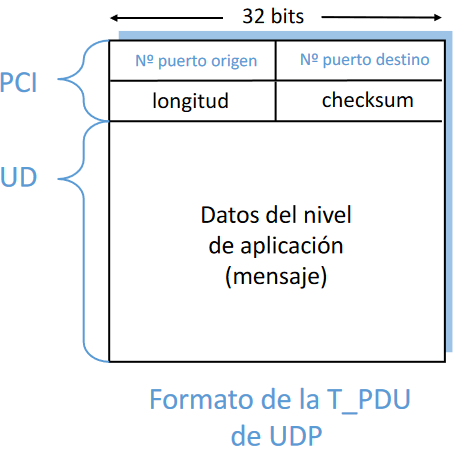 32 bits
PCI
Nº puerto origen
Nº puerto destino
longitud
checksum
UD
Datos del nivel
de aplicación
(mensaje)
Formato de la T_PDU
de UDP